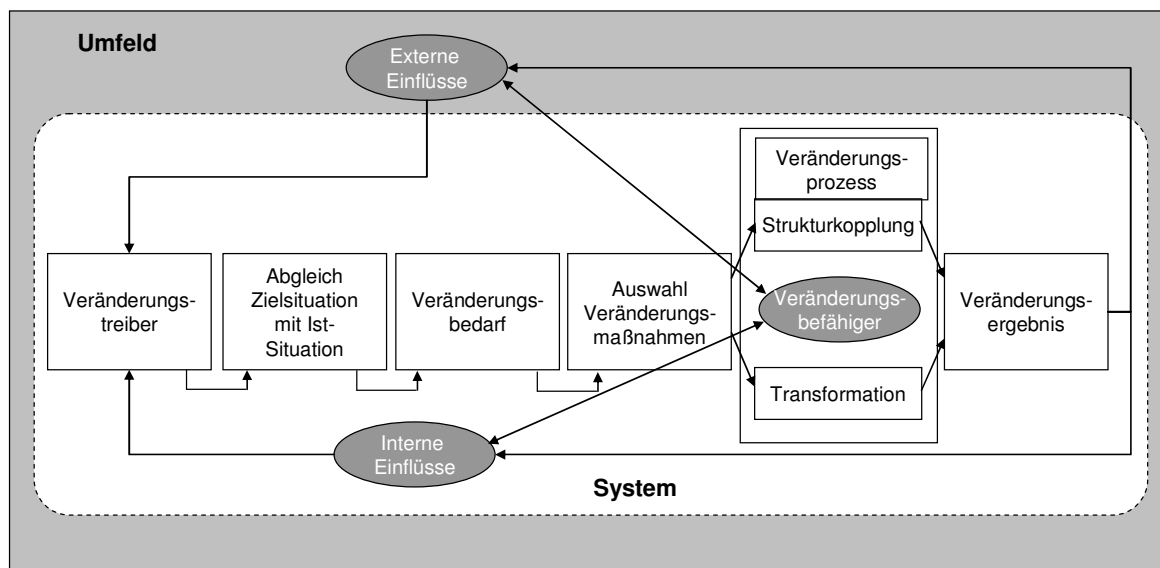 Umfeld
Externe
Einflüsse
Veränderungs-
prozess
Strukturkopplung
Veränderungs-
treiber
Abgleich
Zielsituation
mit Ist-
Situation
Veränderungs-
bedarf
Auswahl
Veränderungs-
maßnahmen
Veränderungs-
befähiger
Veränderungs-
ergebnis
Transformation
Interne
Einflüsse
System